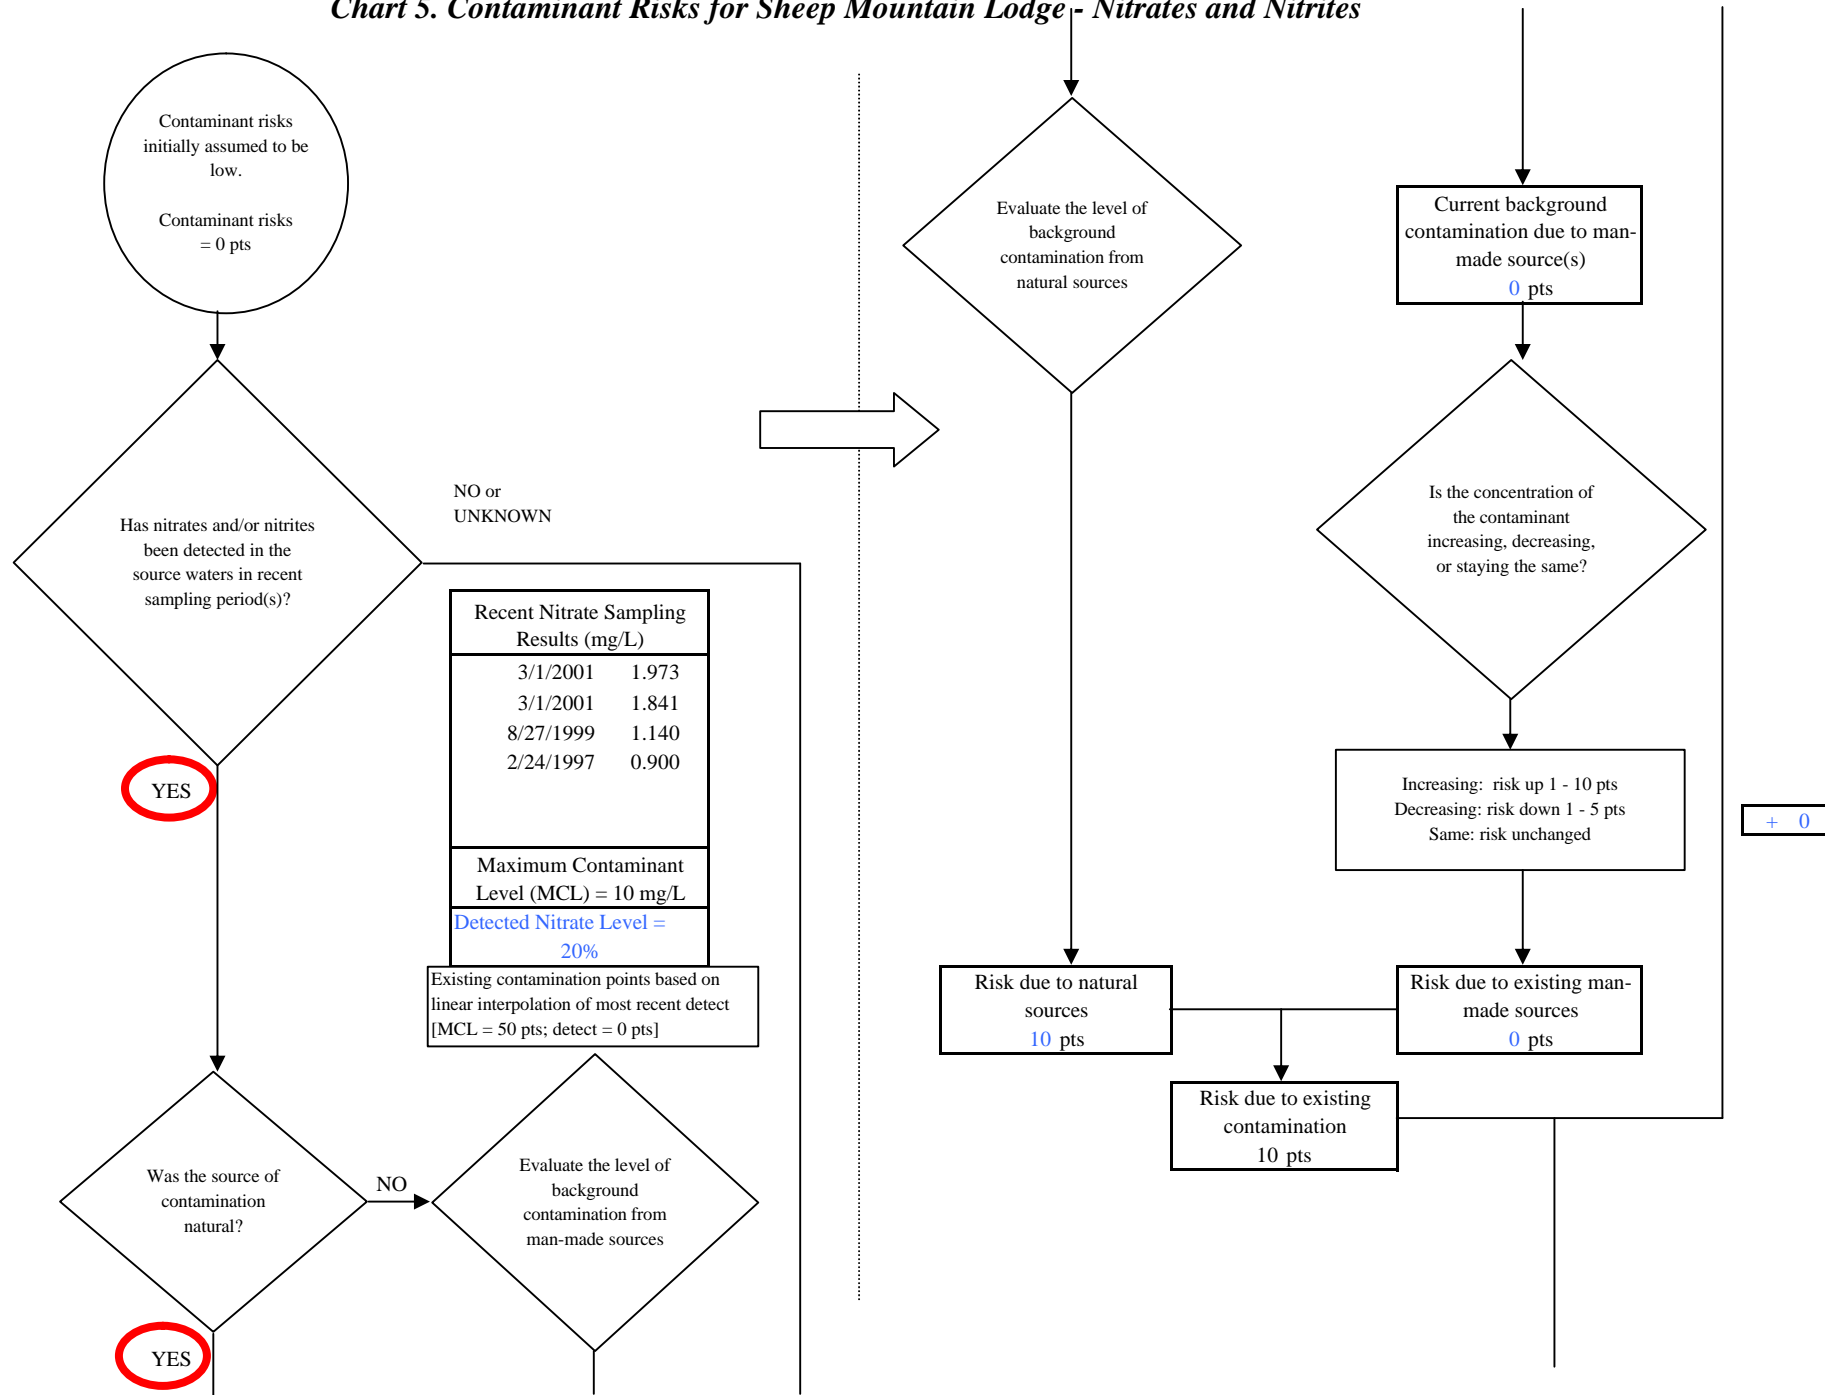 Chart 5. Contaminant Risks for Sheep Mountain Lodge - Nitrates and Nitrites
Contaminant risks
initially assumed to be
low.
Contaminant risks
= 0 pts
Has nitrates and/or nitrites
been detected in the
source waters in recent
sampling period(s)?
NO or
UNKNOWN
YES
Recent Nitrate Sampling
Results (mg/L)
3/1/2001 1.973
3/1/2001 1.841
8/27/1999 1.140
2/24/1997 0.900
Maximum Contaminant
Level (MCL) = 10 mg/L
Detected Nitrate Level =
20%
Existing contamination points based on
linear interpolation of most recent detect
[MCL = 50 pts; detect = 0 pts]
Was the source of
contamination
natural?
NO
YES
Evaluate the level of
background
contamination from
man-made sources
Evaluate the level of
background
contamination from
natural sources
Current background
contamination due to man-
made source(s)
0 pts
Is the concentration of
the contaminant
increasing, decreasing,
or staying the same?
Increasing: risk up 1 - 10 pts
Decreasing: risk down 1 - 5 pts
Same: risk unchanged
+ 0
Risk due to natural
sources
10 pts
Risk due to existing man-
made sources
0 pts
Risk due to existing
contamination
10 pts